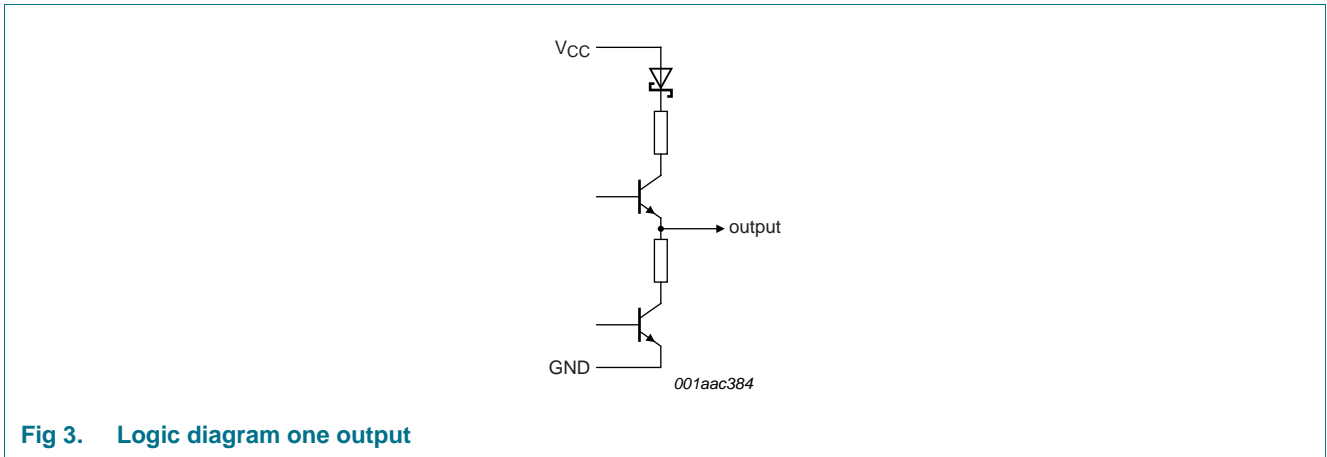 VCC
output
GND
001aac384
Fig 3. Logic diagram one output